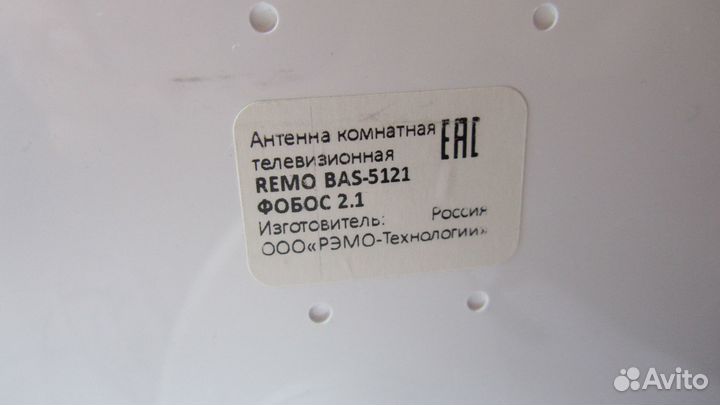 Антенна комнатная EAC
телевизионная
REMO BAS-5121
ФОБОС 2.1
Изготовитель: Россия
ООО«РЭМО-Технологии»
Avito